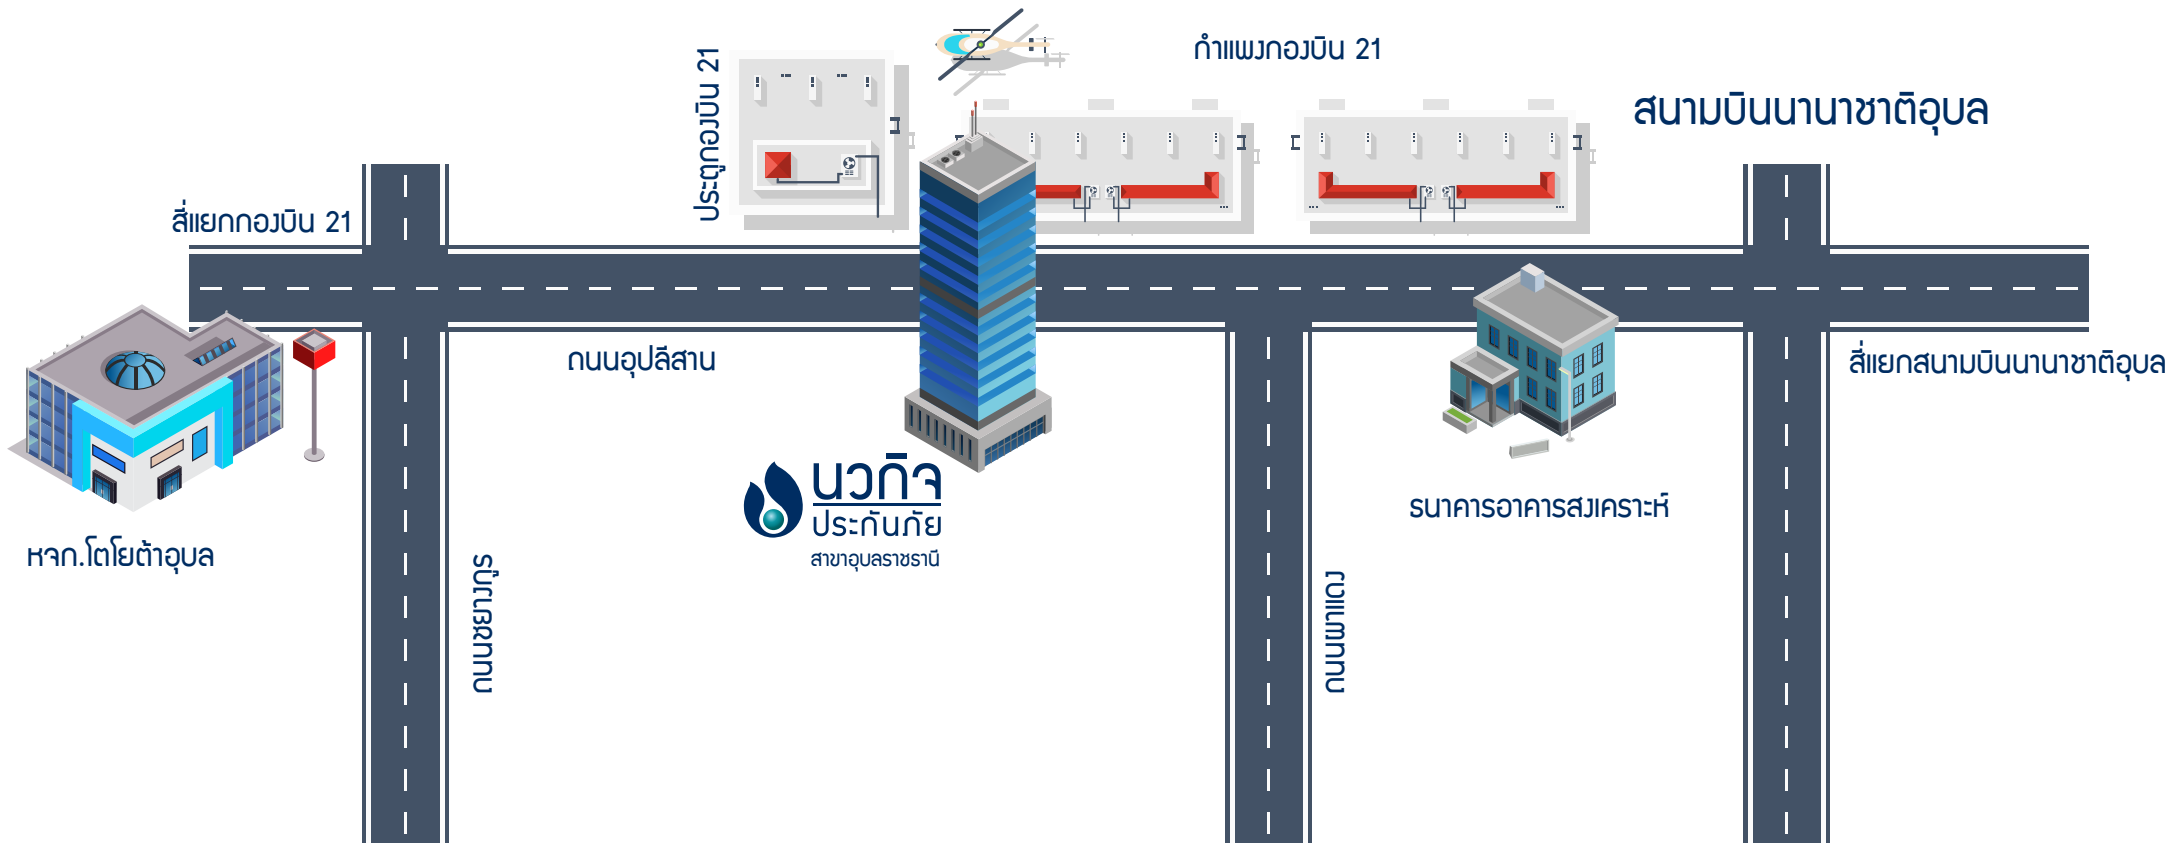 กำแพงกองบิน 21
ประตูกองบิน 21
สนามบินนานาชาติอุบล
สี่แยกกองบิน 21
ถนนอุปลีสาน
สี่แยกสนามบินนานาชาติอุบล
นวกิจ
ประกันภัย
สาขาอุบลราชธานี
ธนาคารอาคารสงเคราะห์
หจก.โตโยต้าอุบล
ถนนชยางกูร
ถนนผาแดง